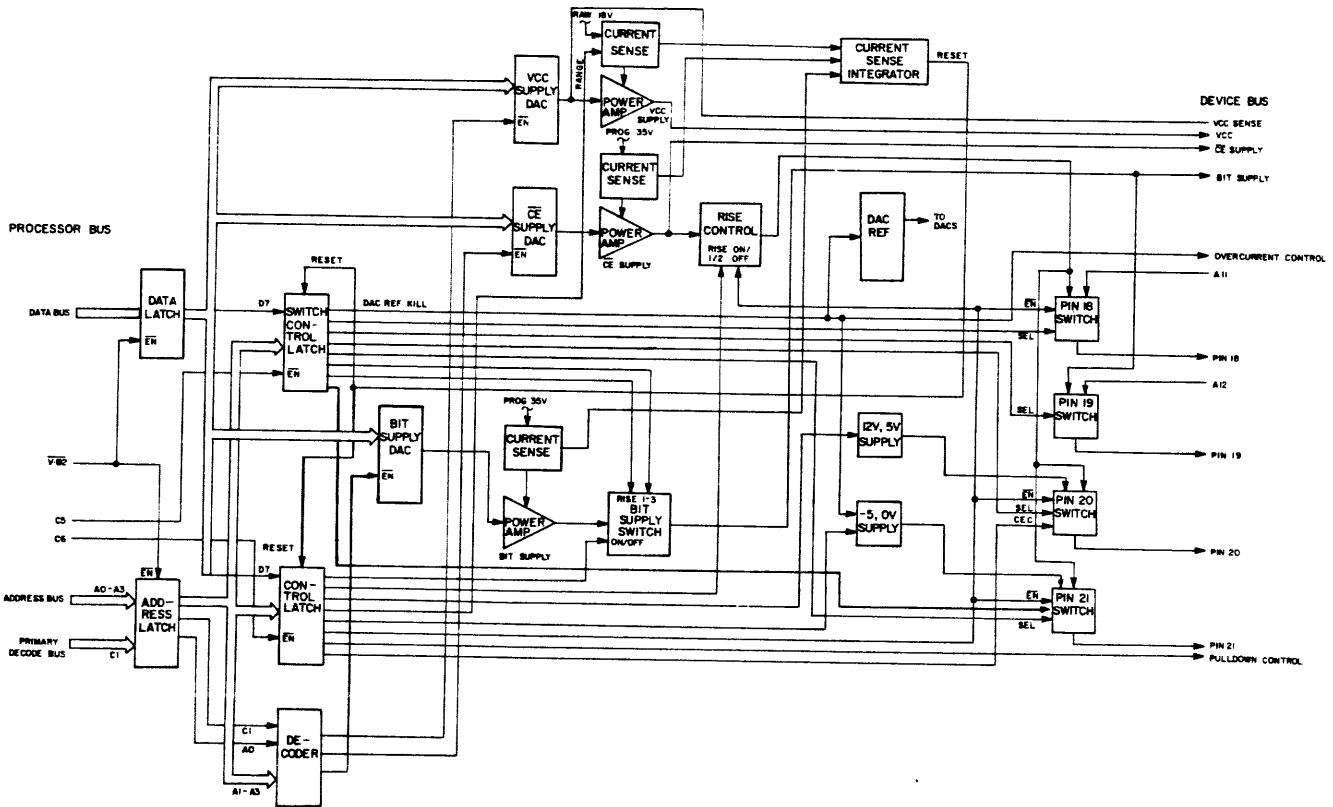 RAW 18V
CURRENT
SENSE
RANGE
VCC
SUPPLY
DAC
EN
POWER
AMP
VCC
SUPPLY
CURRENT
SENSE
INTEGRATOR
RESET
DEVICE BUS
VCC SENSE
VCC
CE SUPPLY
BIT SUPPLY
PROG 35V
CURRENT
SENSE
CE
SUPPLY
DAC
EN
POWER
AMP
CE SUPPLY
RISE
CONTROL
RISE ON/
1/2 OFF
DAC
REF
TO
DACS
OVERCURRENT CONTROL
A11
PROCESSOR BUS
DATA BUS
DATA
LATCH
EN
RESET
D7
SWITCH
CON-
TROL
LATCH
EN
DAC REF KILL
EN
SEL
PIN 18
SWITCH
PIN 18
A12
SEL
PIN 19
SWITCH
PIN 19
BIT
SUPPLY
DAC
EN
PROG 35V
CURRENT
SENSE
POWER
AMP
BIT SUPPLY
RISE 1-3
BIT
SUPPLY
SWITCH
ON/OFF
12V, 5V
SUPPLY
-5, 0V
SUPPLY
EN
SEL
CEC
PIN 20
SWITCH
PIN 20
V·B2
C5
C6
RESET
EN
ADDRESS BUS
A0-A3
PRIMARY
DECODE BUS
C1
ADD-
RESS
LATCH
D7
CON-
TROL
LATCH
EN
EN
SEL
PIN 21
SWITCH
PIN 21
PULLDOWN CONTROL
C1
A0
A1-A3
DE-
CODER